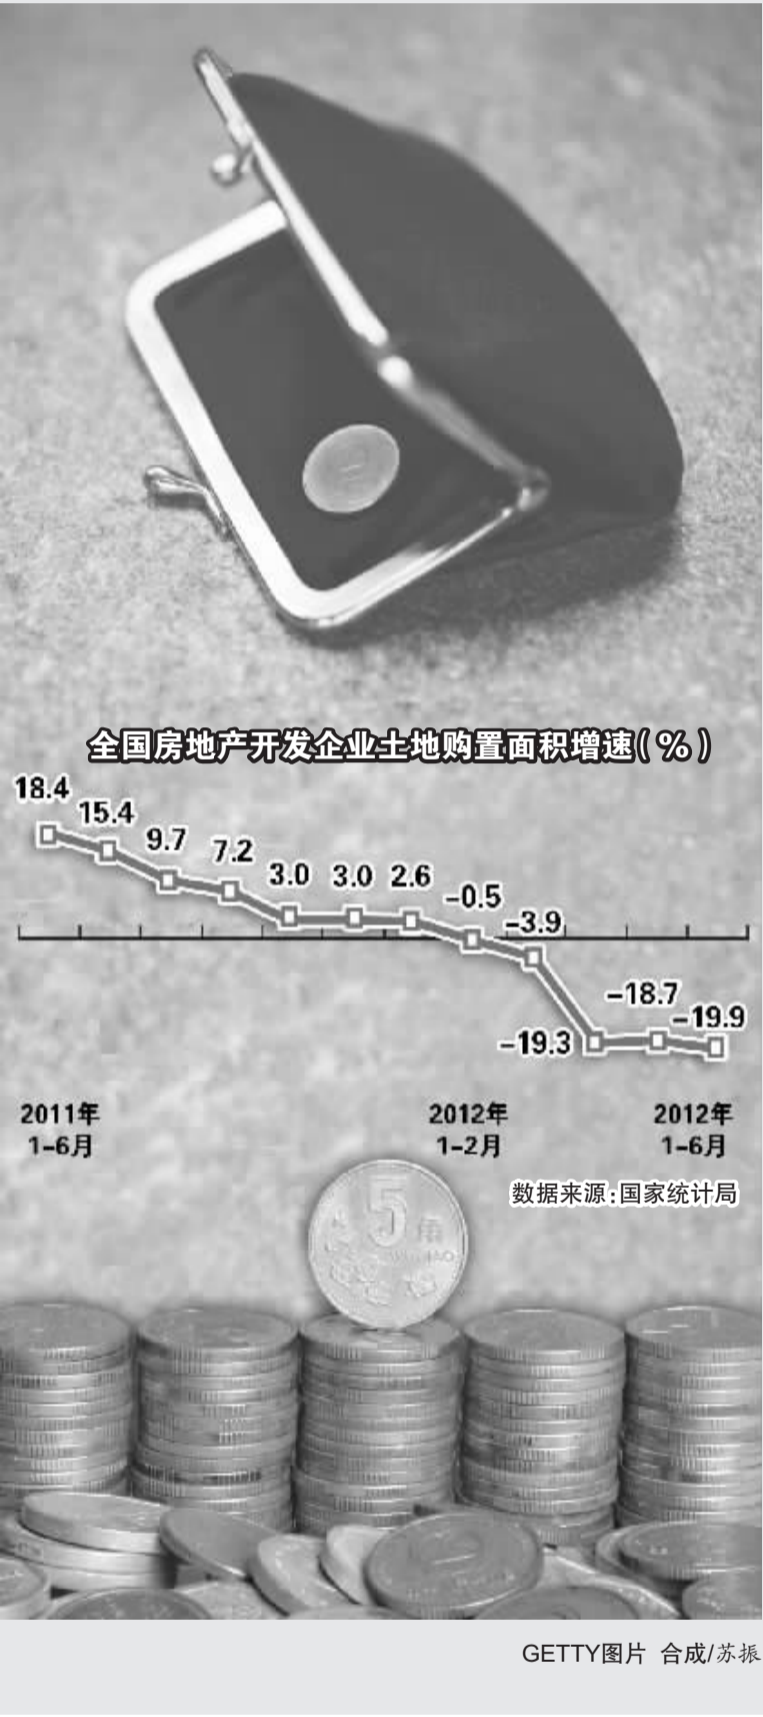 全国房地产开发企业土地购置面积增速(%)
18.4
15.4
9.7
7.2
3.0
3.0
2.6
-0.5
-3.9
-19.3
-18.7
-19.9
2011年
1-6月
2012年
1-2月
2012年
1-6月
数据来源:国家统计局
5 角
GETTY图片 合成/苏振